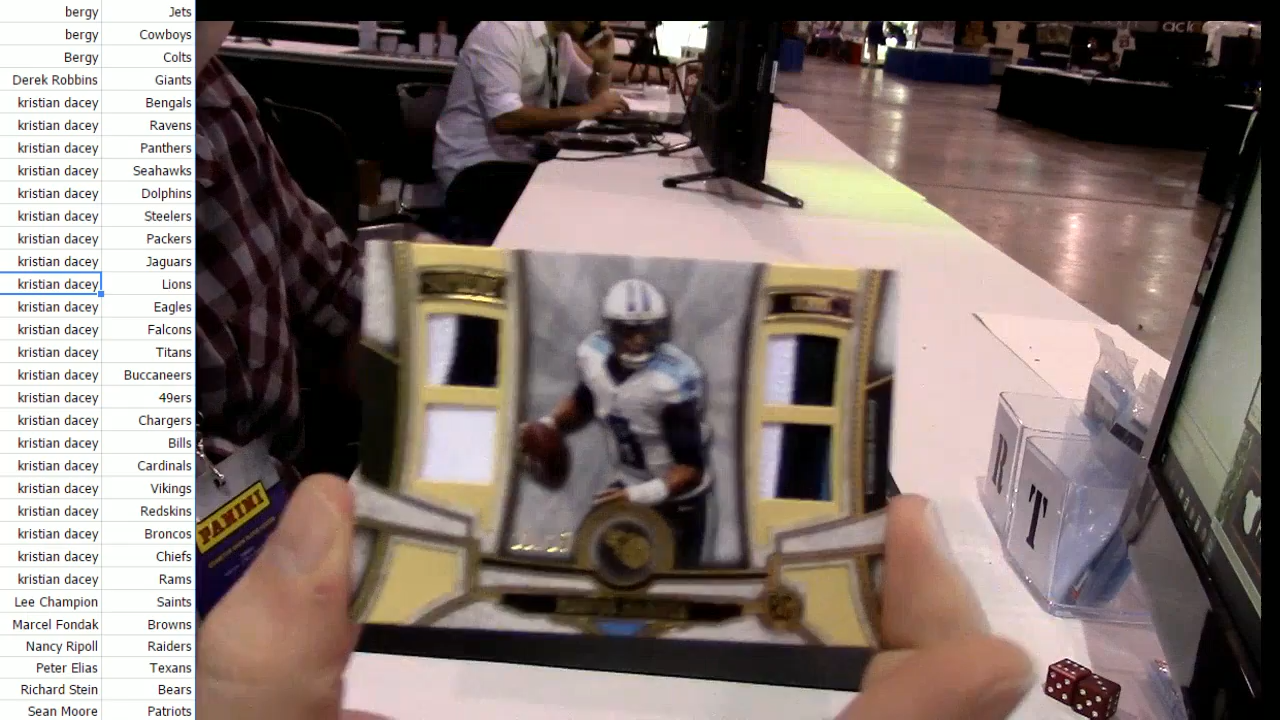 bergy Jets
bergy Cowboys
Bergy Colts
Derek Robbins Giants
kristian dacey Bengals
kristian dacey Ravens
kristian dacey Panthers
kristian dacey Seahawks
kristian dacey Dolphins
kristian dacey Steelers
kristian dacey Packers
kristian dacey Jaguars
kristian dacey Lions
kristian dacey Eagles
kristian dacey Falcons
kristian dacey Titans
kristian dacey Buccaneers
kristian dacey 49ers
kristian dacey Chargers
kristian dacey Bills
kristian dacey Cardinals
kristian dacey Vikings
kristian dacey Redskins
kristian dacey Broncos
kristian dacey Chiefs
kristian dacey Rams
Lee Champion Saints
Marcel Fondak Browns
Nancy Ripoll Raiders
Peter Elias Texans
Richard Stein Bears
Sean Moore Patriots
PANINI
R
T